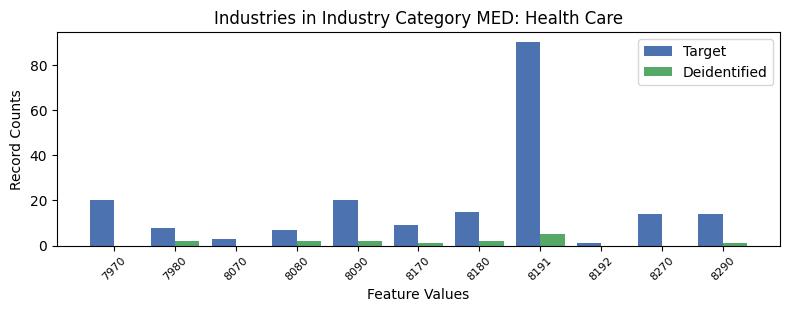 Industries in Industry Category MED: Health Care
Target
Deidentified
Record Counts
80
60
40
20
0
7970 7980 8070 8080 8090 8170 8180 8191 8192 8270 8290
Feature Values